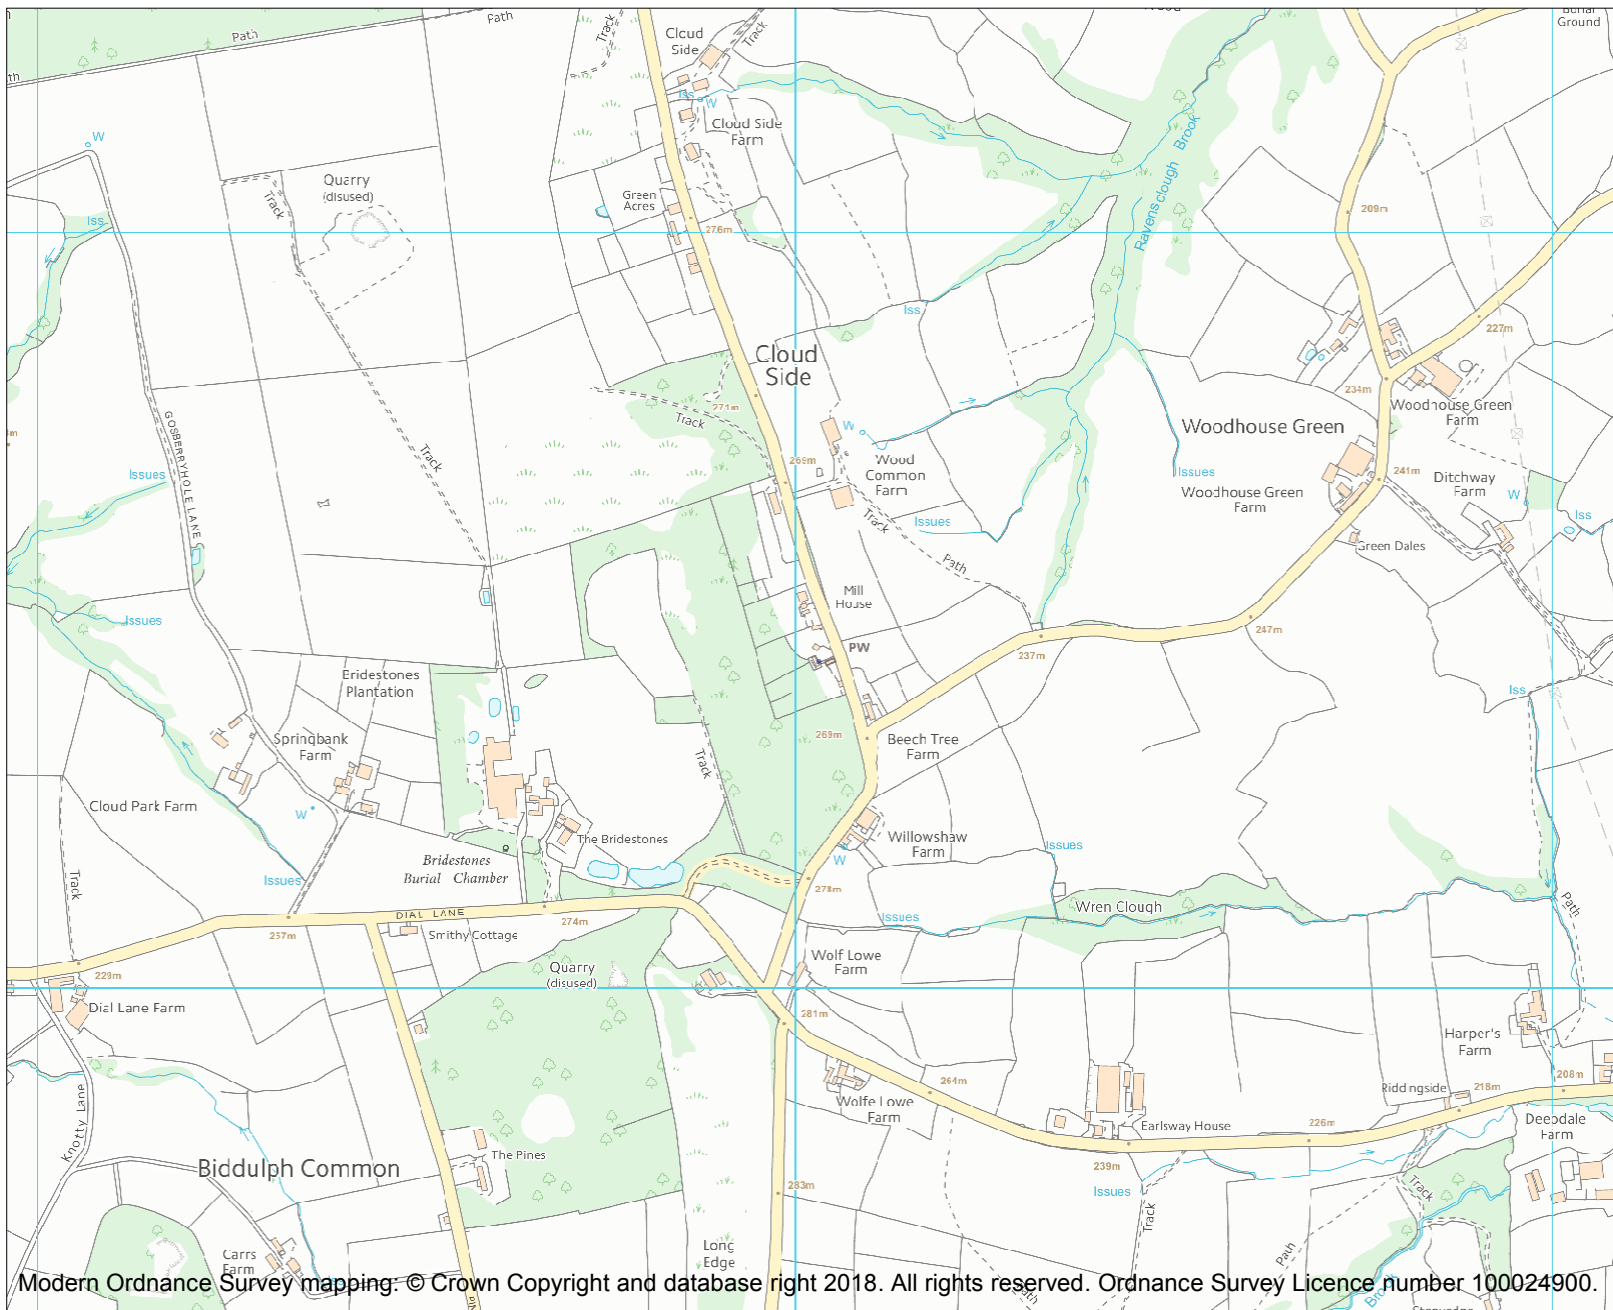 Path
Path
Track
Cloud
Side
Track
Burial
Ground
Iss
W
Cloud Side
Farm
W
Ravensclough Brook
Quarry
(disused)
Track
Green
Acres
209m
Iss
276m
Iss
227m
Cloud
Side
234m
271m
Track
Woodhouse Green
Farm
Woodhouse Green
W
GOSBERRYHOLE LANE
Track
269m
Wood
Common
Farm
Issues
Issues
241m
Ditchway
Farm
W
Woodhouse Green
Farm
Iss
Track
Issues
Green Dales
Path
Mill
House
Issues
247m
PW
237m
Bridestones
Plantation
Iss
Springbank
Farm
269m
Beech Tree
Farm
Track
Cloud Park Farm
W
The Bridestones
Willowshaw
Farm
W
Issues
Bridestones
Burial Chamber
Issues
273m
Track
Wren Clough
Path
DIAL LANE
274m
Issues
257m
Smithy Cottage
Wolf Lowe
Farm
Quarry
(disused)
229m
Dial Lane Farm
281m
Harper's
Farm
264m
Riddingside
218m
208m
Wolfe Lowe
Farm
Knotty Lane
Earlsway House
226m
Deepdale
Farm
The Pines
Biddulph Common
239m
283m
Issues
Track
Track
Carrs
Farm
Long
Edge
Path
Path
Brook
Modern Ordnance Survey mapping: © Crown Copyright and database right 2018. All rights reserved. Ordnance Survey Licence number 100024900.